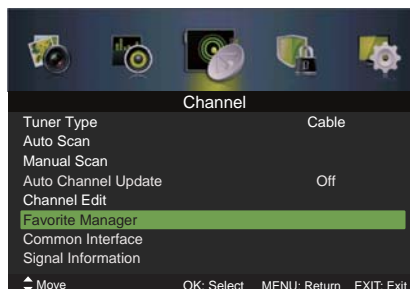 Channel
Tuner Type Cable
Auto Scan
Manual Scan
Auto Channel Update Off
Channel Edit
Favorite Manager
Common Interface
Signal Information
Move OK: Select MENU: Return EXIT: Exit